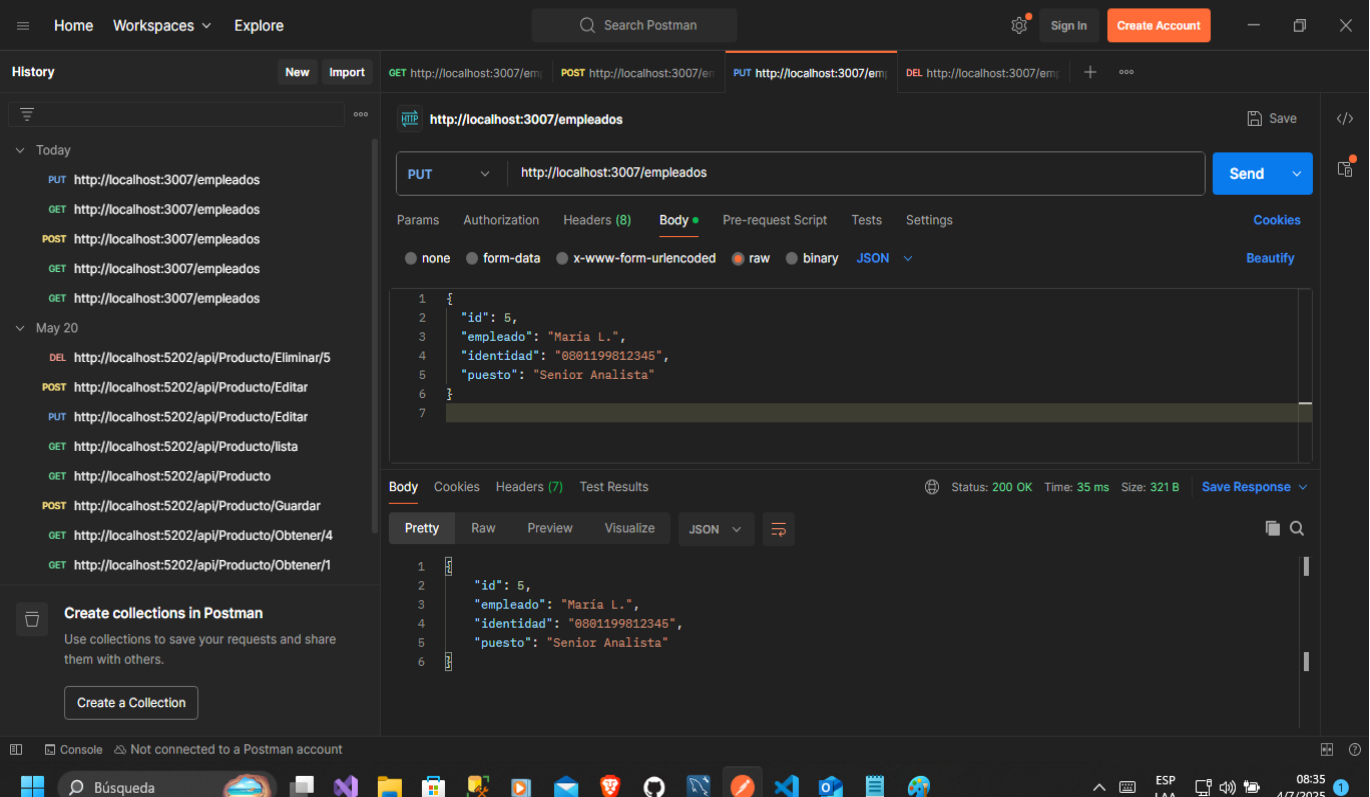 Home Workspaces Explore Search Postman Sign In Create Account
History New Import
GET http://localhost:3007/em POST http://localhost:3007/en PUT http://localhost:3007/em DEL http://localhost:3007/em
HTTP http://localhost:3007/empleados Save
Today
PUT http://localhost:3007/empleados
GET http://localhost:3007/empleados
POST http://localhost:3007/empleados
GET http://localhost:3007/empleados
GET http://localhost:3007/empleados
May 20
DEL http://localhost:5202/api/Producto/Eliminar/5
POST http://localhost:5202/api/Producto/Editar
PUT http://localhost:5202/api/Producto/Editar
GET http://localhost:5202/api/Producto/lista
GET http://localhost:5202/api/Producto
POST http://localhost:5202/api/Producto/Guardar
GET http://localhost:5202/api/Producto/Obtener/4
GET http://localhost:5202/api/Producto/Obtener/1
Create collections in Postman
Use collections to save your requests and share
them with others.
Create a Collection
PUT http://localhost:3007/empleados Send
Params Authorization Headers (8) Body Pre-request Script Tests Settings Cookies
none form-data x-www-form-urlencoded raw binary JSON Beautify
1 {
2 "id": 5,
3 "empleado": "María L.",
4 "identidad": "0801199812345",
5 "puesto": "Senior Analista"
6 }
7
Body Cookies Headers (7) Test Results Status: 200 OK Time: 35 ms Size: 321 B Save Response
Pretty Raw Preview Visualize JSON
1 {
2 "id": 5,
3 "empleado": "María L.",
4 "identidad": "0801199812345",
5 "puesto": "Senior Analista"
6 }
Console Not connected to a Postman account
Búsqueda ESP 08:35
LAA 4/7/2025 1